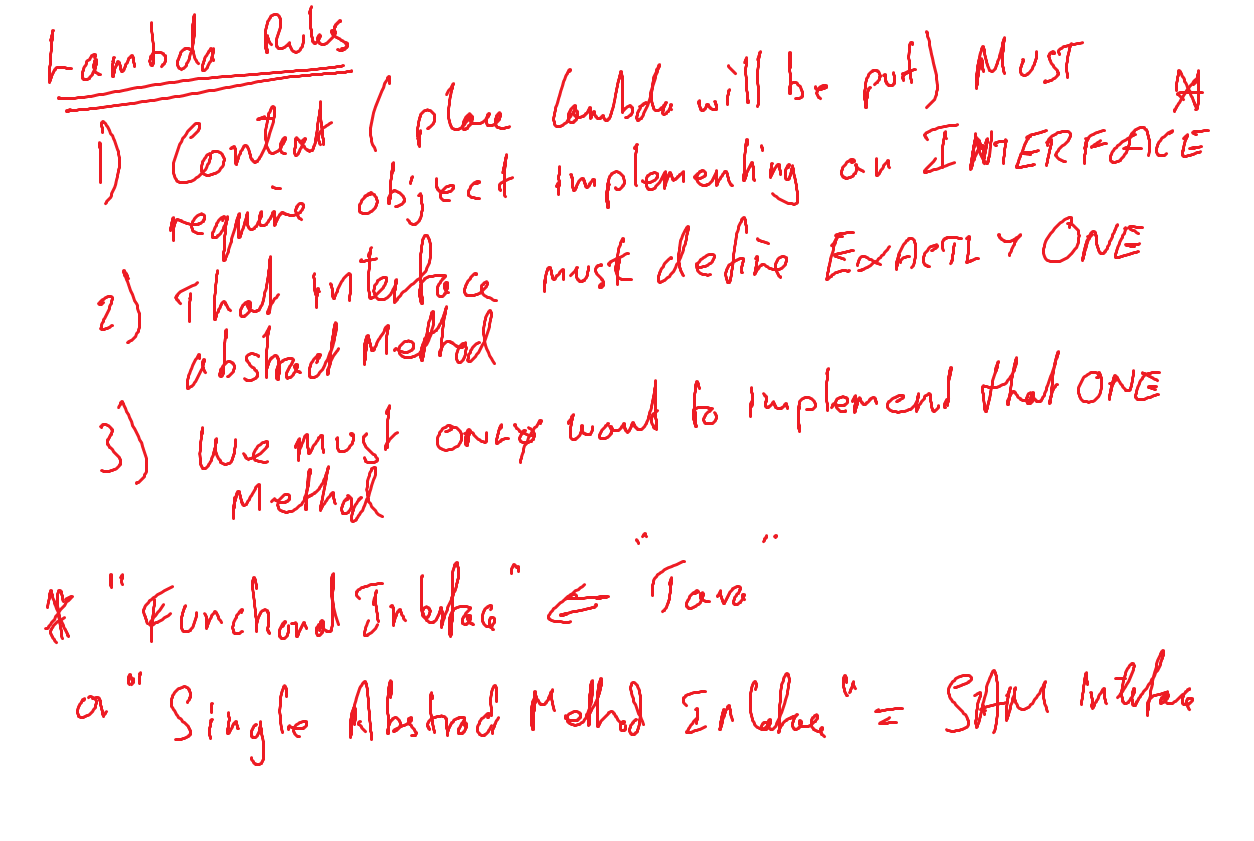 Lambda Rules
1) Context (place lambda will be put) MUST
require object implementing an INTERFACE *
2) That interface must define EXACTLY ONE
abstract Method
3) We must ONLY want to implement that ONE
Method
* "Functional Interface" ⇐ "Java"
or "Single Abstract Method Interface" = SAM Interface